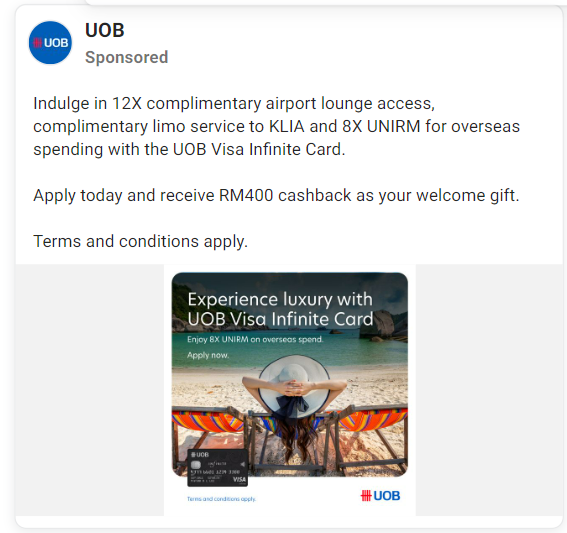 UOB
UOB
Sponsored
Indulge in 12X complimentary airport lounge access,
complimentary limo service to KLIA and 8X UNIRM for overseas
spending with the UOB Visa Infinite Card.
Apply today and receive RM400 cashback as your welcome gift.
Terms and conditions apply.
Experience luxury with
UOB Visa Infinite Card
Enjoy 8X UNIRM on overseas spend.
Apply now.
UOB
VISA
Terms and conditions apply.
UOB